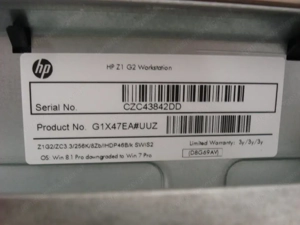 hp
HP Z1 G2 Workstation
Serial No. CZC43842DD
Product No. G1X47EA#UUZ
Limited Warranty: 3y/3y/3y
OS: Win 8.1 Pro downgraded to Win 7 Pro